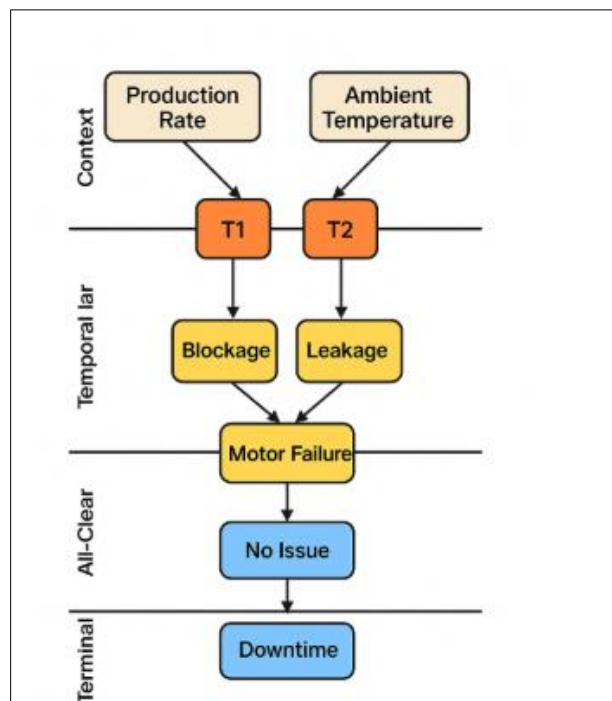 Context
Production
Rate
Ambient
Temperature
T1
T2
Temporal lar
Blockage
Leakage
Motor Failure
All-Clear
No Issue
Terminal
Downtime